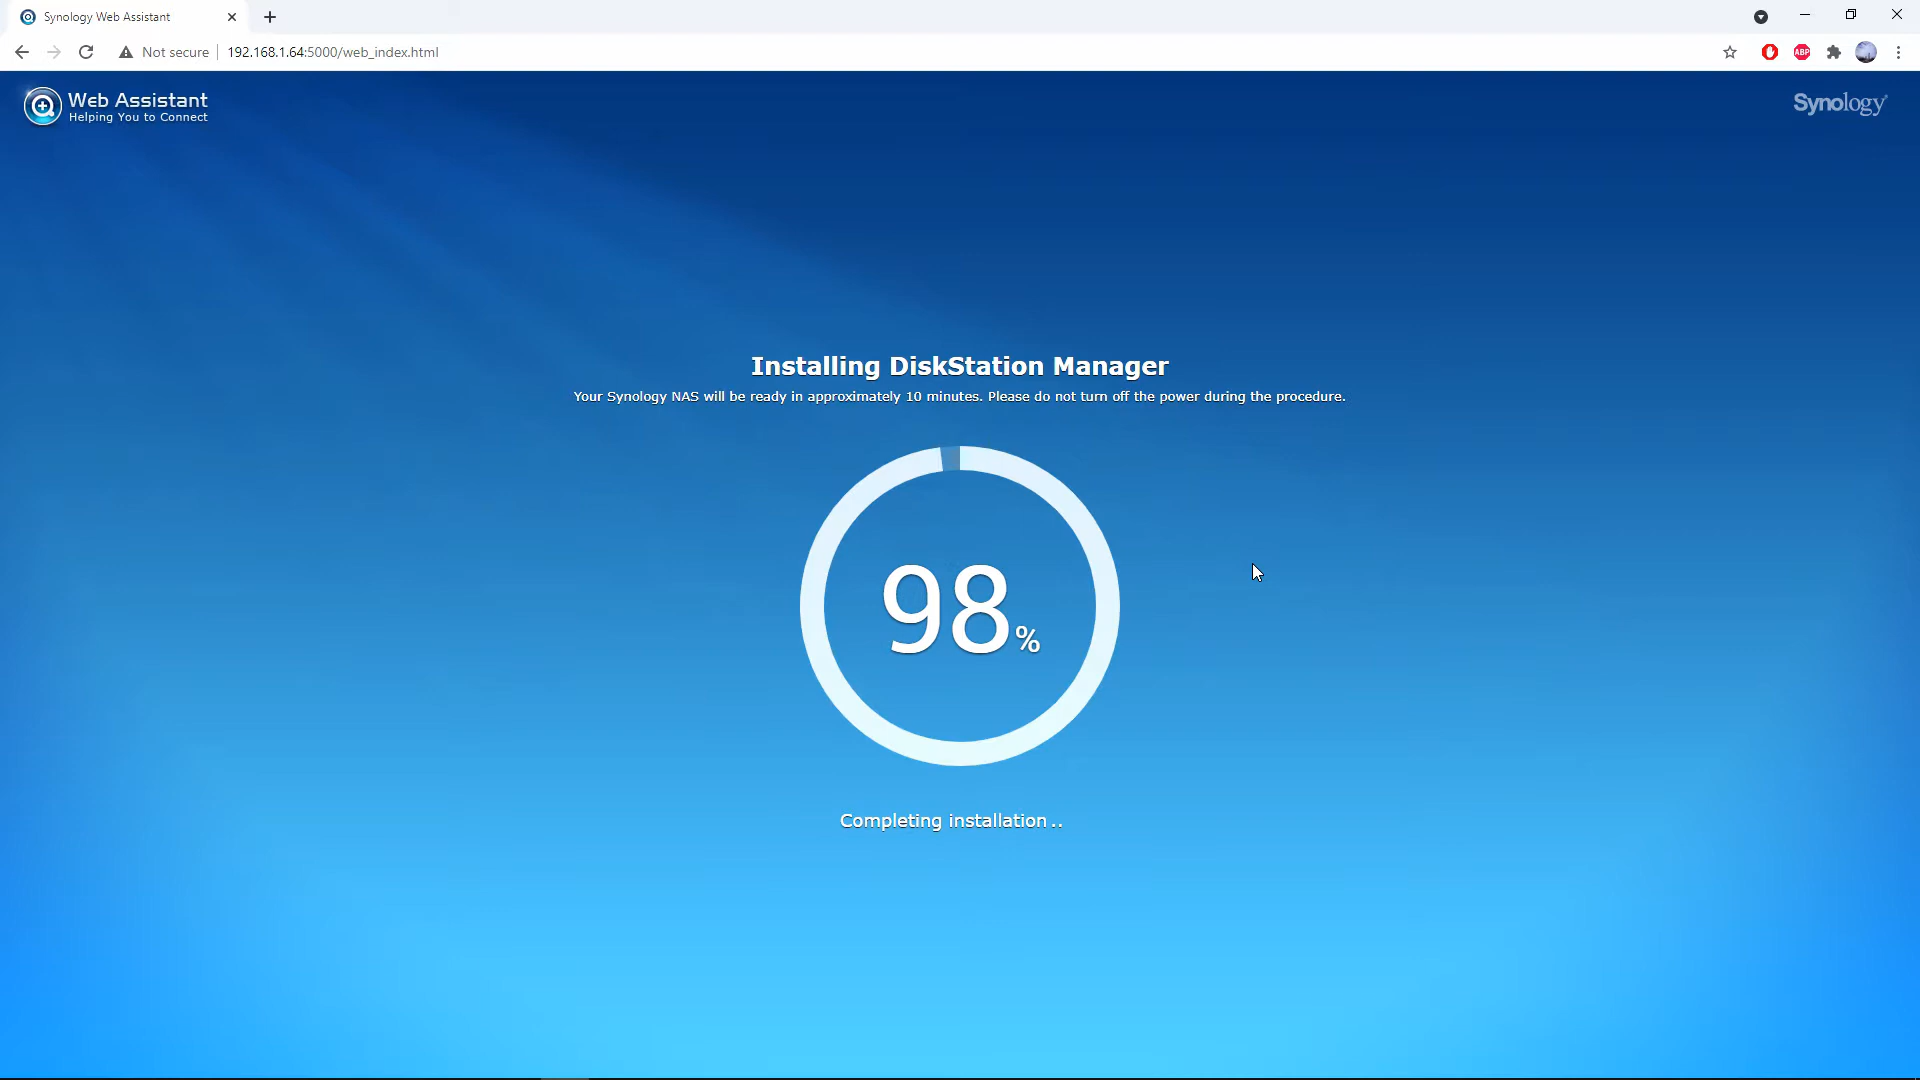 Synology Web Assistant
Not secure
192.168.1.64:5000/web_index.html
ABP
Web Assistant
Helping You to Connect
Synology
Installing DiskStation Manager
Your Synology NAS will be ready in approximately 10 minutes. Please do not turn off the power during the procedure.
98%
Completing installation..